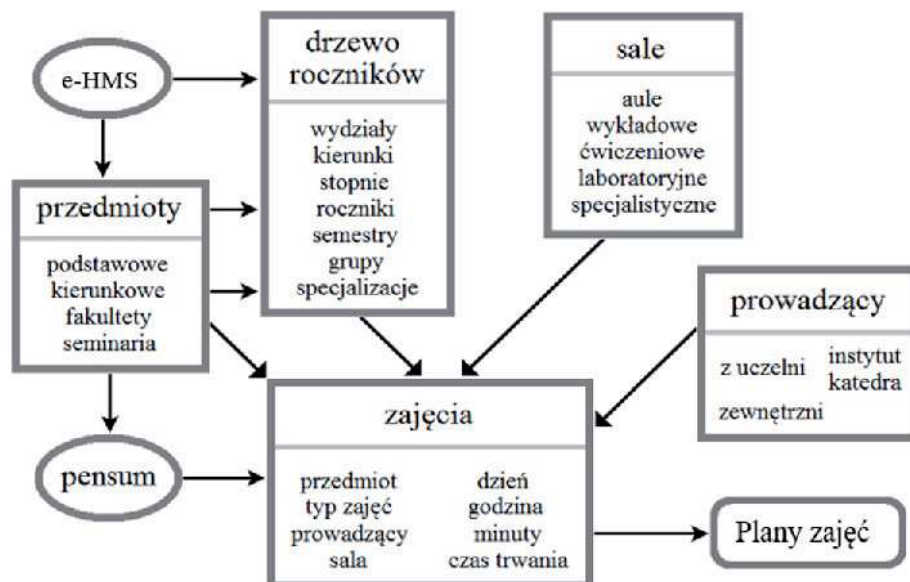 e-HMS
drzewo
roczników
wydziały
kierunki
stopnie
roczniki
semestry
grupy
specjalizacje
sale
aule
wykładowe
ćwiczeniowe
laboratoryjne
specjalistyczne
przedmioty
podstawowe
kierunkowe
fakultety
seminaria
prowadzący
z uczelni instytut
katedra
zewnętrzni
pensum
zajęcia
przedmiot dzień
typ zajęć godzina
prowadzący minuty
sala czas trwania
Plany zajęć